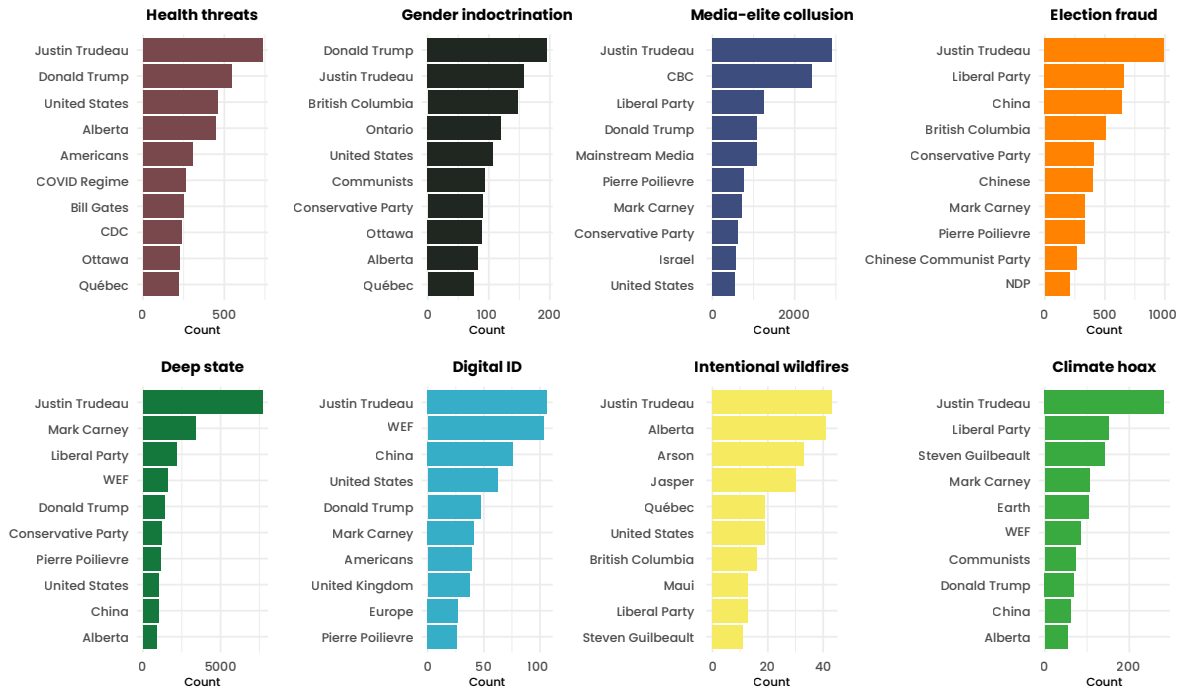 Health threats
Justin Trudeau
Donald Trump
United States
Alberta
Americans
COVID Regime
Bill Gates
CDC
Ottawa
Québec
0 500
Count
Gender indoctrination
Donald Trump
Justin Trudeau
British Columbia
Ontario
United States
Communists
Conservative Party
Ottawa
Alberta
Québec
0 100 200
Count
Media-elite collusion
Justin Trudeau
CBC
Liberal Party
Donald Trump
Mainstream Media
Pierre Poilievre
Mark Carney
Conservative Party
Israel
United States
0 2000
Count
Election fraud
Justin Trudeau
Liberal Party
China
British Columbia
Conservative Party
Chinese
Mark Carney
Pierre Poilievre
Chinese Communist Party
NDP
0 500 1000
Count
Deep state
Justin Trudeau
Mark Carney
Liberal Party
WEF
Donald Trump
Conservative Party
Pierre Poilievre
United States
China
Alberta
0 5000
Count
Digital ID
Justin Trudeau
WEF
China
United States
Donald Trump
Mark Carney
Americans
United Kingdom
Europe
Pierre Poilievre
0 50 100
Count
Intentional wildfires
Justin Trudeau
Alberta
Arson
Jasper
Québec
United States
British Columbia
Maui
Liberal Party
Steven Guilbeault
0 20 40
Count
Climate hoax
Justin Trudeau
Liberal Party
Steven Guilbeault
Mark Carney
Earth
WEF
Communists
Donald Trump
China
Alberta
0 200
Count